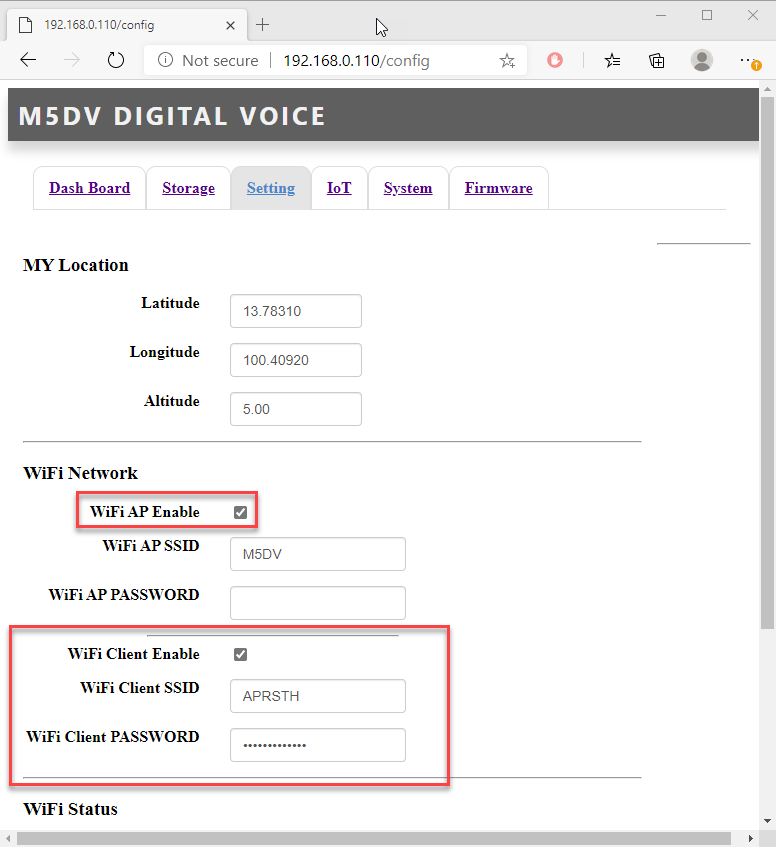 192.168.0.110/config
Not secure 192.168.0.110/config
M5DV DIGITAL VOICE
Dash Board Storage Setting IoT System Firmware
MY Location
Latitude 13.78310
Longitude 100.40920
Altitude 5.00
WiFi Network
WiFi AP Enable
WiFi AP SSID M5DV
WiFi AP PASSWORD
WiFi Client Enable
WiFi Client SSID APRSTH
WiFi Client PASSWORD •••••••••••••
WiFi Status